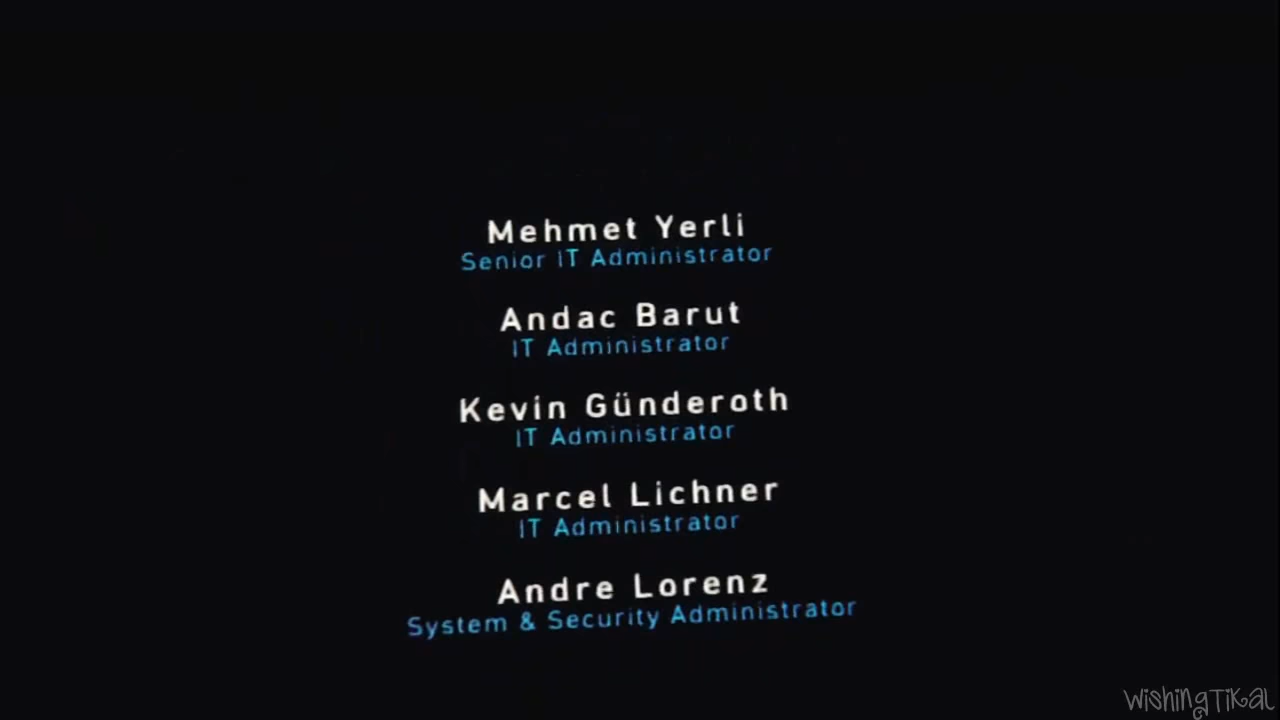 Mehmet Yerli
Senior IT Administrator
Andac Barut
IT Administrator
Kevin Günderoth
IT Administrator
Marcel Lichner
IT Administrator
Andre Lorenz
System & Security Administrator
WishingTikal